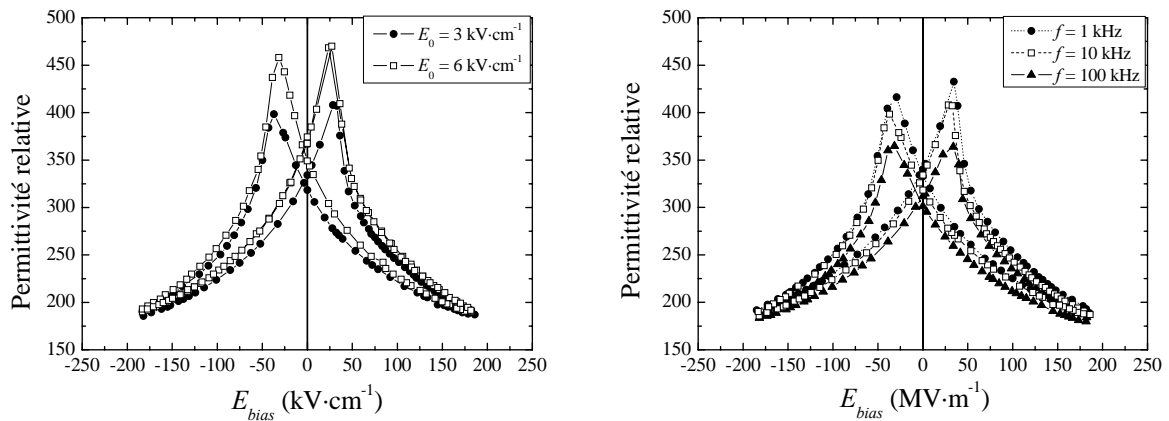 500
450
400
350
300
250
200
150
-250 -200 -150 -100 -50 0 50 100 150 200 250
Permittivité relative
E_bias (kV·cm⁻¹)
E₀ = 3 kV·cm⁻¹
E₀ = 6 kV·cm⁻¹
500
450
400
350
300
250
200
150
-250 -200 -150 -100 -50 0 50 100 150 200 250
Permittivité relative
E_bias (MV·m⁻¹)
f = 1 kHz
f = 10 kHz
f = 100 kHz